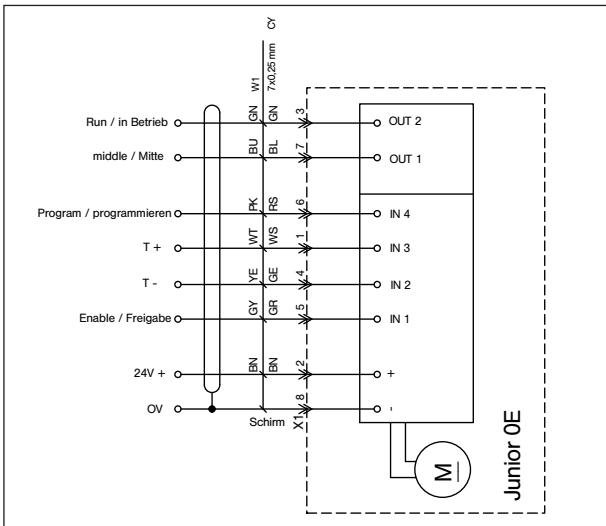 CY
W1 7x0,25 mm
Run / in Betrieb GN GN 3 OUT 2
middle / Mitte BU BL 7 OUT 1
Program / programmieren PK RS 6 IN 4
T + WT WS 1 IN 3
T - YE GE 4 IN 2
Enable / Freigabe GY GR 5 IN 1
24V + BN BN 2 +
OV Schirm X1 8 -
M
Junior 0E